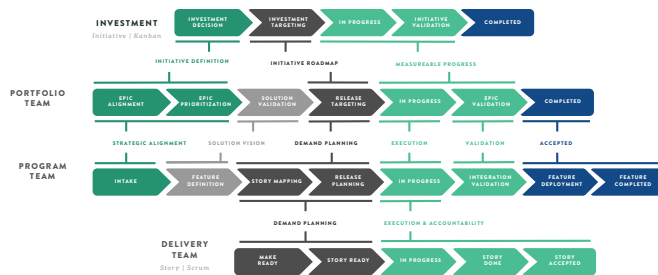 INVESTMENT
Initiative | Kanban
INVESTMENT
DECISION
INVESTMENT
TARGETING
IN PROGRESS
INITIATIVE
VALIDATION
COMPLETED
INITIATIVE DEFINITION
INITIATIVE ROADMAP
MEASUREABLE PROGRESS
PORTFOLIO
TEAM
EPIC
ALIGNMENT
EPIC
PRIORITIZATION
SOLUTION
VALIDATION
RELEASE
TARGETING
IN PROGRESS
EPIC
VALIDATION
COMPLETED
STRATEGIC ALIGNMENT
SOLUTION VISION
DEMAND PLANNING
EXECUTION
VALIDATION
ACCEPTED
PROGRAM
TEAM
INTAKE
FEATURE
DEFINITION
STORY MAPPING
RELEASE
PLANNING
IN PROGRESS
INTEGRATION
VALIDATION
FEATURE
DEPLOYMENT
FEATURE
COMPLETED
DEMAND PLANNING
EXECUTION & ACCOUNTABILITY
DELIVERY
TEAM
Story | Scrum
MAKE
READY
STORY READY
IN PROGRESS
STORY
DONE
STORY
ACCEPTED